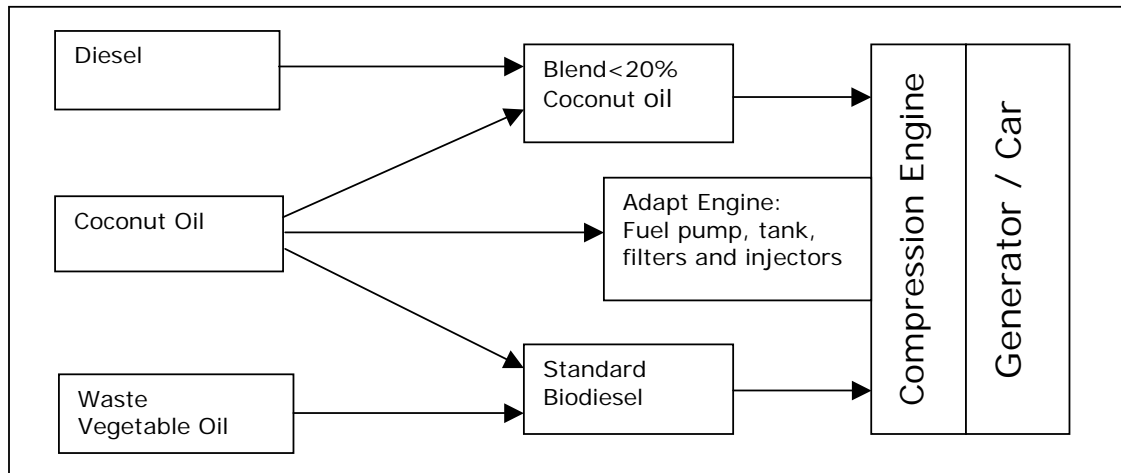 Diesel
Blend<20%
Coconut oil
Coconut Oil
Adapt Engine:
Fuel pump, tank,
filters and injectors
Waste
Vegetable Oil
Standard
Biodiesel
Compression Engine
Generator / Car